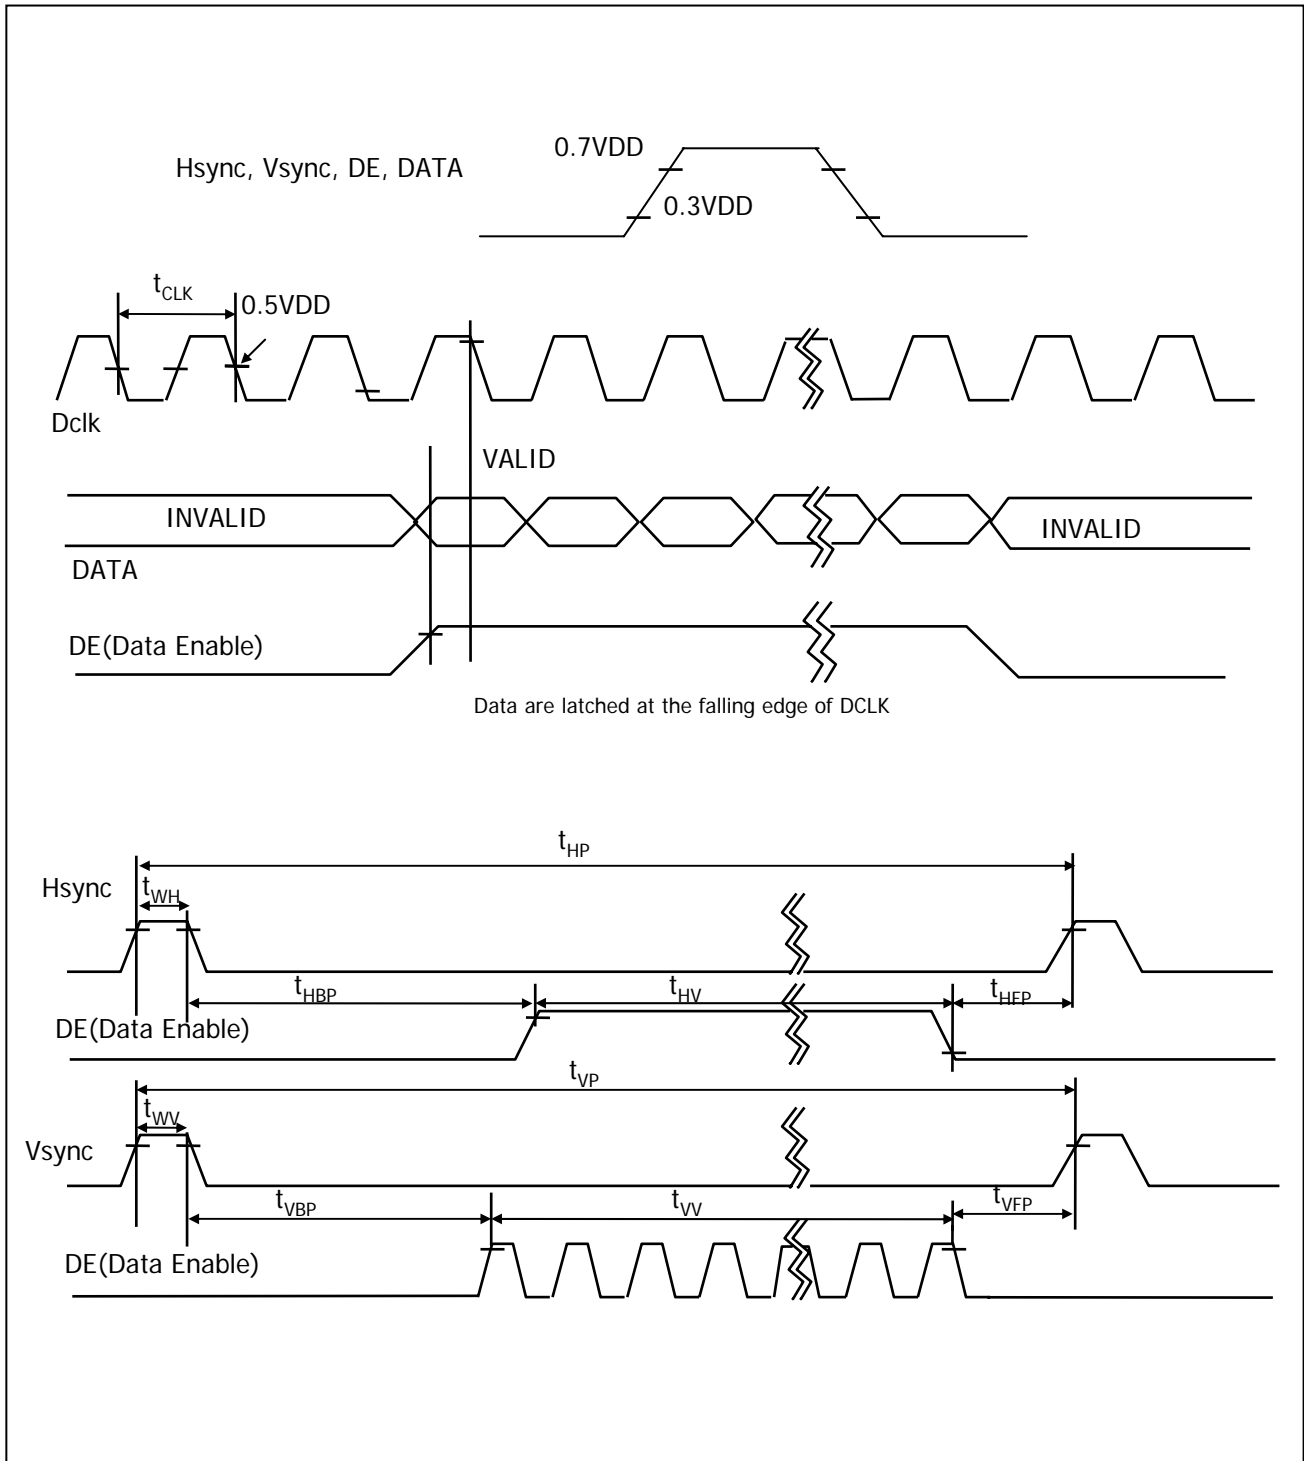 0.7VDD
Hsync, Vsync, DE, DATA
0.3VDD
tCLK
0.5VDD
Dclk
VALID
INVALID
INVALID
DATA
DE(Data Enable)
Data are latched at the falling edge of DCLK
tHP
Hsync
tWH
tHBP
tHV
tHFP
DE(Data Enable)
tVP
tWV
Vsync
tVBP
tVV
tVFP
DE(Data Enable)